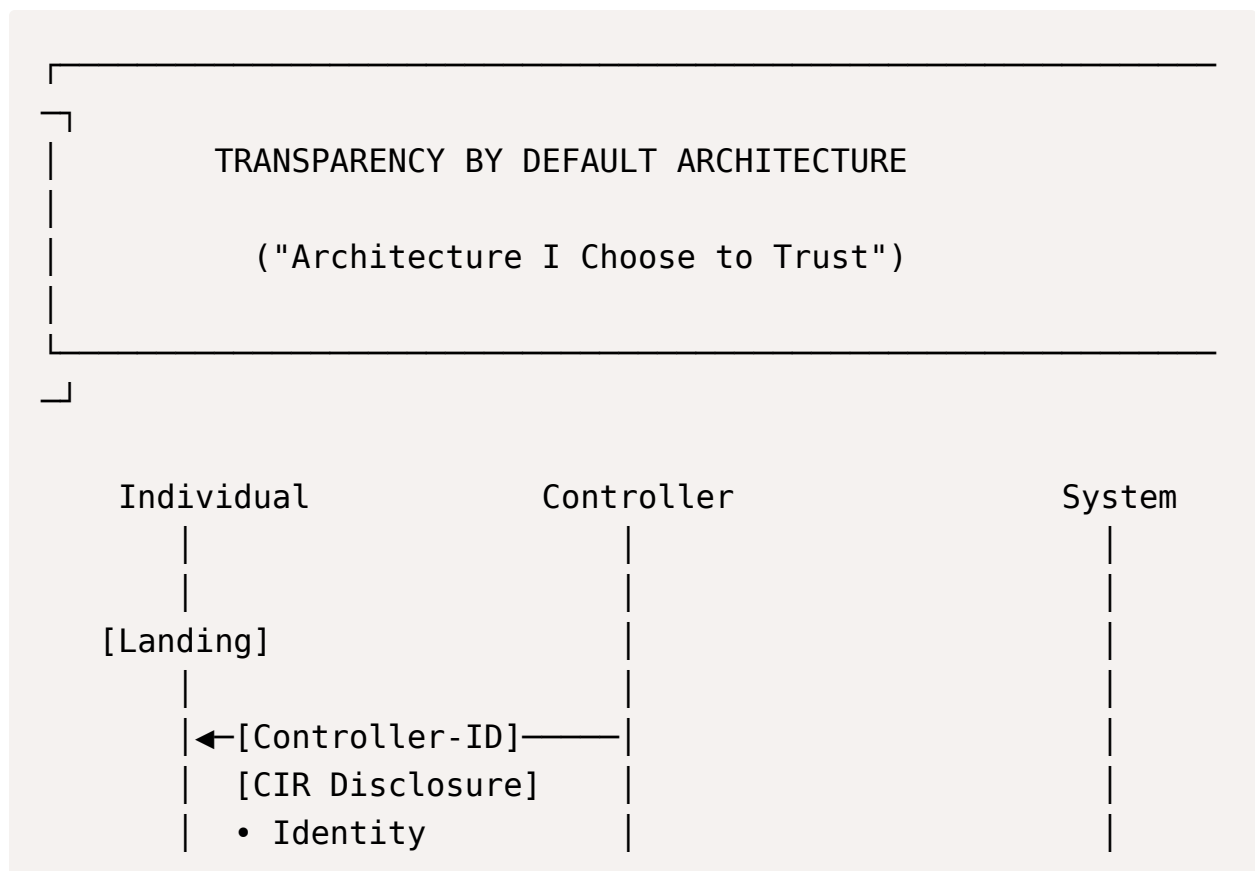 TRANSPARENCY BY DEFAULT ARCHITECTURE
("Architecture I Choose to Trust")
Individual Controller System
[Landing]
[Controller-ID]
[CIR Disclosure]
• Identity